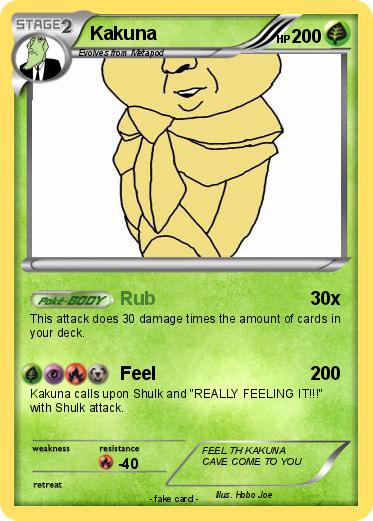 STAGE2 Kakuna HP200
Evolves from Metapod
Poké-BODY Rub 30x
This attack does 30 damage times the amount of cards in
your deck.
Feel 200
Kakuna calls upon Shulk and "REALLY FEELING IT!!!"
with Shulk attack.
weakness resistance
-40
retreat
FEEL TH KAKUNA
CAVE COME TO YOU
- fake card -
Illus. Hobo Joe